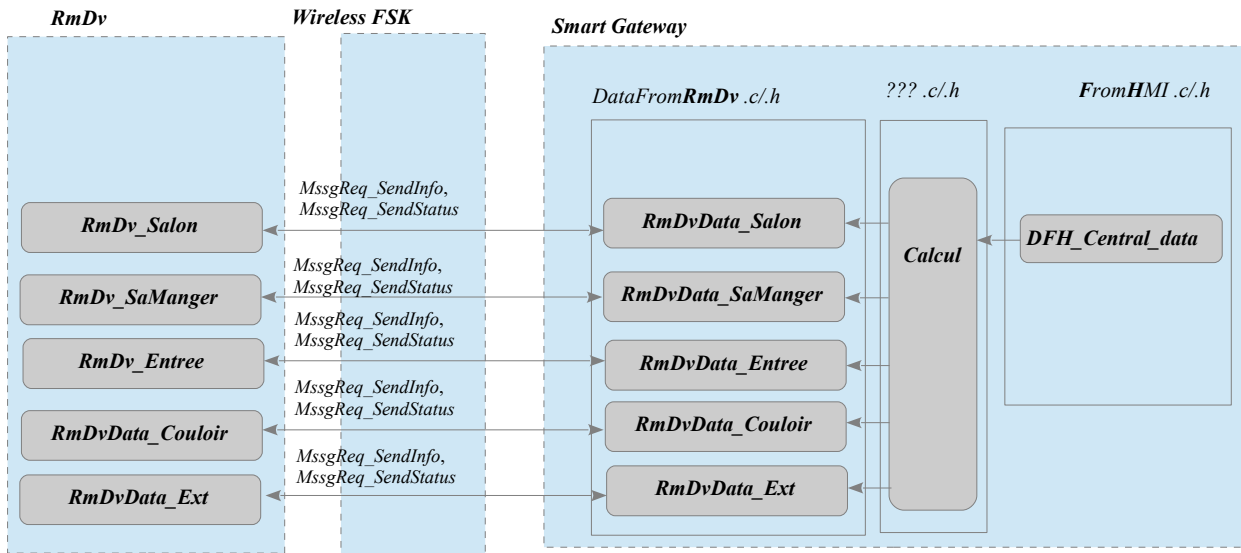 RmDv
Wireless FSK
Smart Gateway
DataFromRmDv .c/.h
??? .c/.h
FromHMI .c/.h
MssgReq_SendInfo,
MssgReq_SendStatus
RmDv_Salon
RmDvData_Salon
Calcul
DFH_Central_data
MssgReq_SendInfo,
MssgReq_SendStatus
RmDv_SaManger
RmDvData_SaManger
MssgReq_SendInfo,
MssgReq_SendStatus
RmDv_Entree
RmDvData_Entree
MssgReq_SendInfo,
MssgReq_SendStatus
RmDvData_Couloir
RmDvData_Couloir
MssgReq_SendInfo,
MssgReq_SendStatus
RmDvData_Ext
RmDvData_Ext